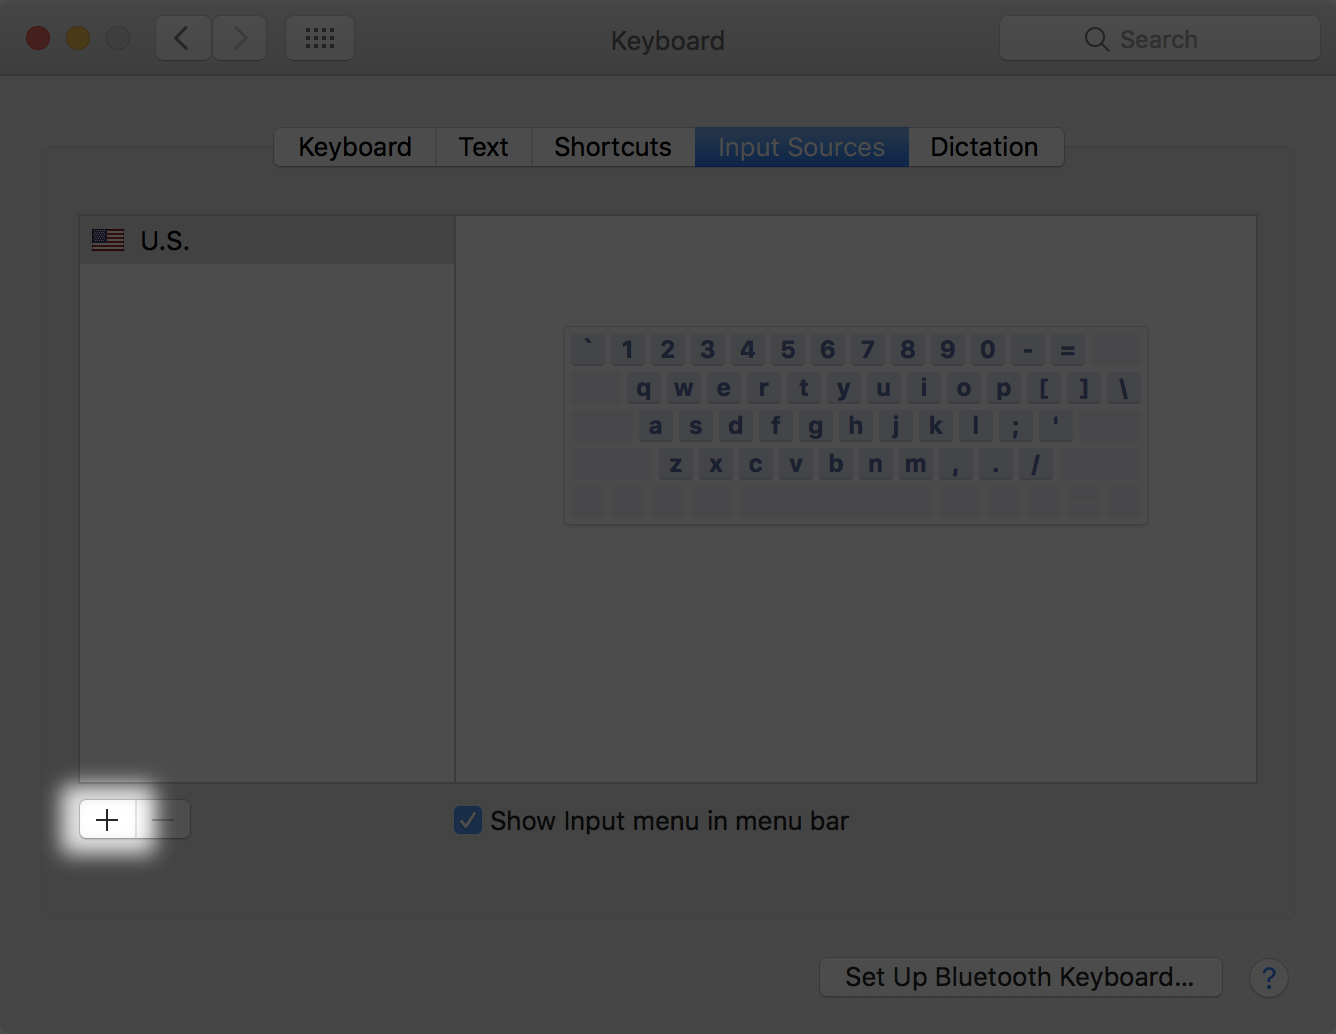 Keyboard
Search
Keyboard Text Shortcuts Input Sources Dictation
U.S.
` 1 2 3 4 5 6 7 8 9 0 - =
q w e r t y u i o p [ ] \
a s d f g h j k l ; '
z x c v b n m , . /
+ −
Show Input menu in menu bar
Set Up Bluetooth Keyboard...
?